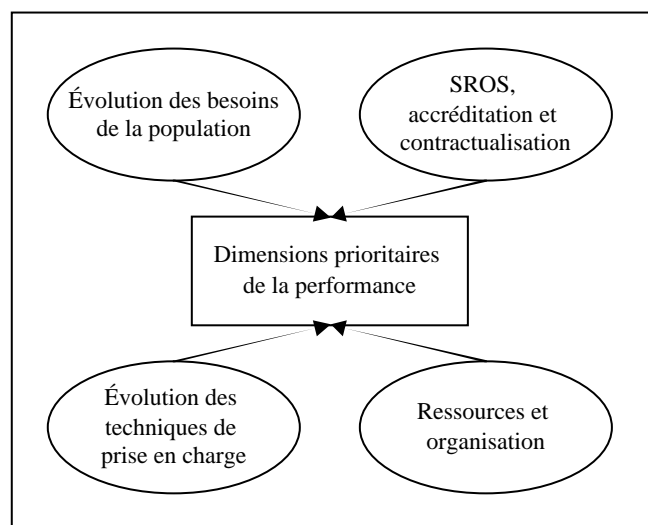 Évolution des besoins
de la population
SROS,
accréditation et
contractualisation
Dimensions prioritaires
de la performance
Évolution des
techniques de
prise en charge
Ressources et
organisation